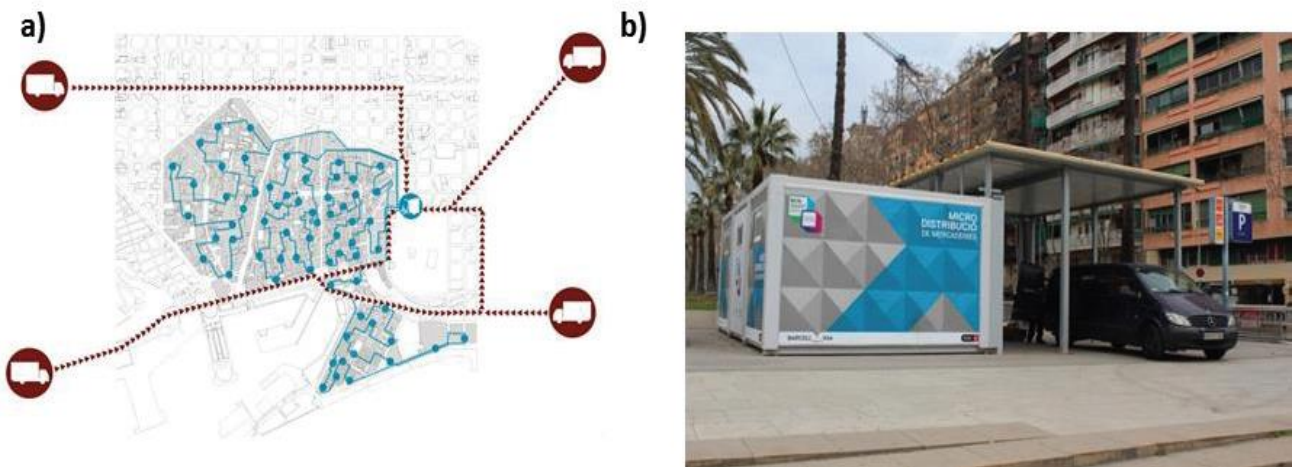 a)
b)
MICRO
DISTRIBUCIÓ
DE MERCADERIES
P